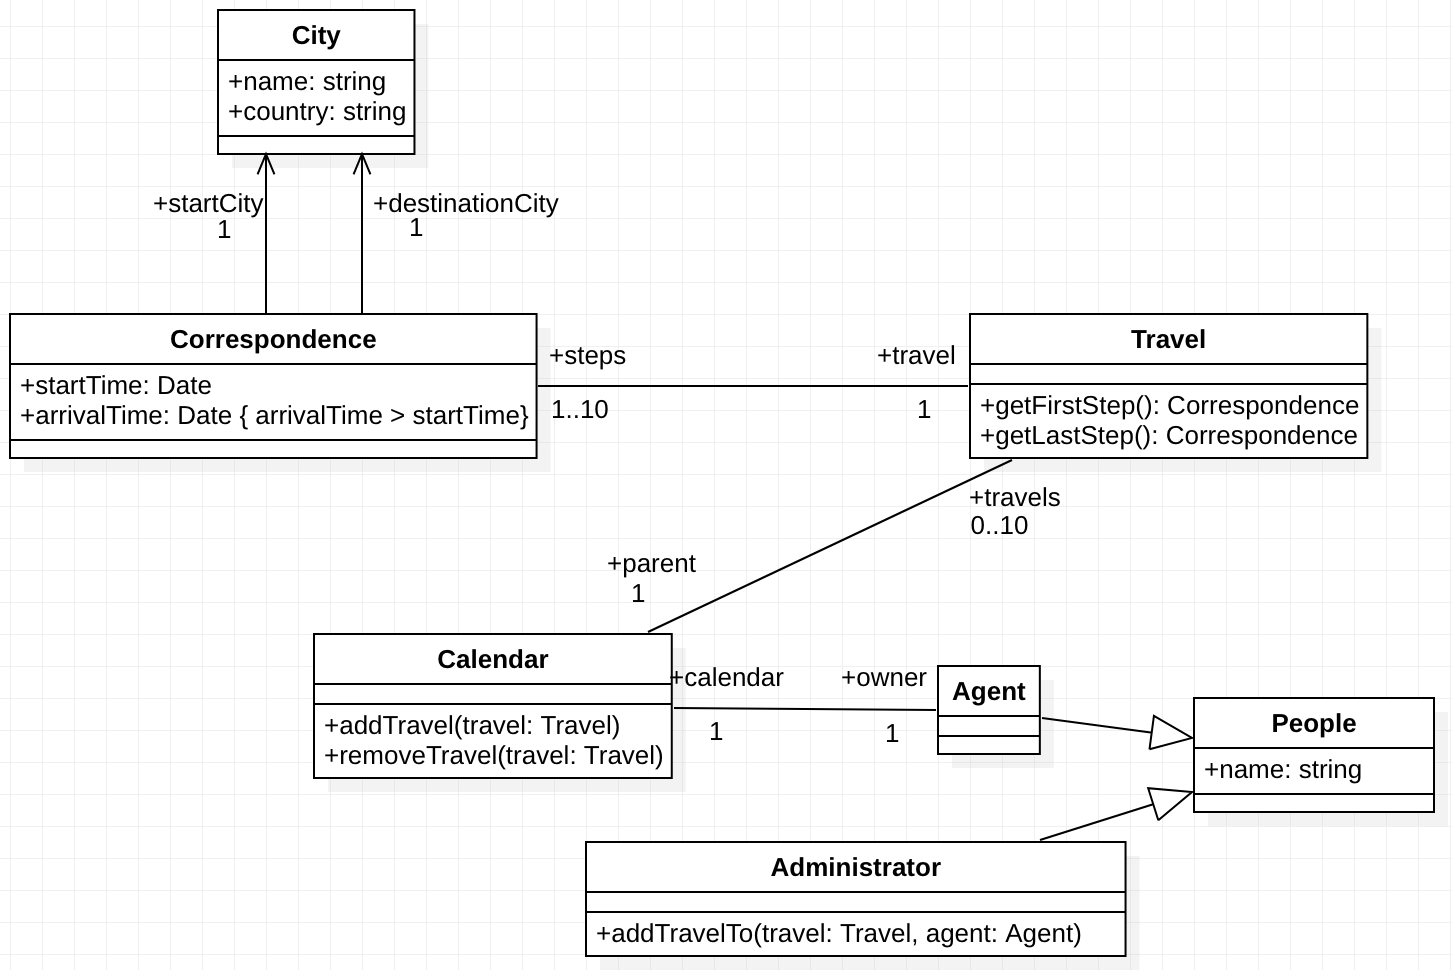 City
+name: string
+country: string
+startCity
1
+destinationCity
1
Correspondence
+startTime: Date
+arrivalTime: Date { arrivalTime > startTime}
+steps
1..10
+travel
1
Travel
+getFirstStep(): Correspondence
+getLastStep(): Correspondence
+travels
0..10
+parent
1
Calendar
+addTravel(travel: Travel)
+removeTravel(travel: Travel)
+calendar
1
+owner
1
Agent
People
+name: string
Administrator
+addTravelTo(travel: Travel, agent: Agent)